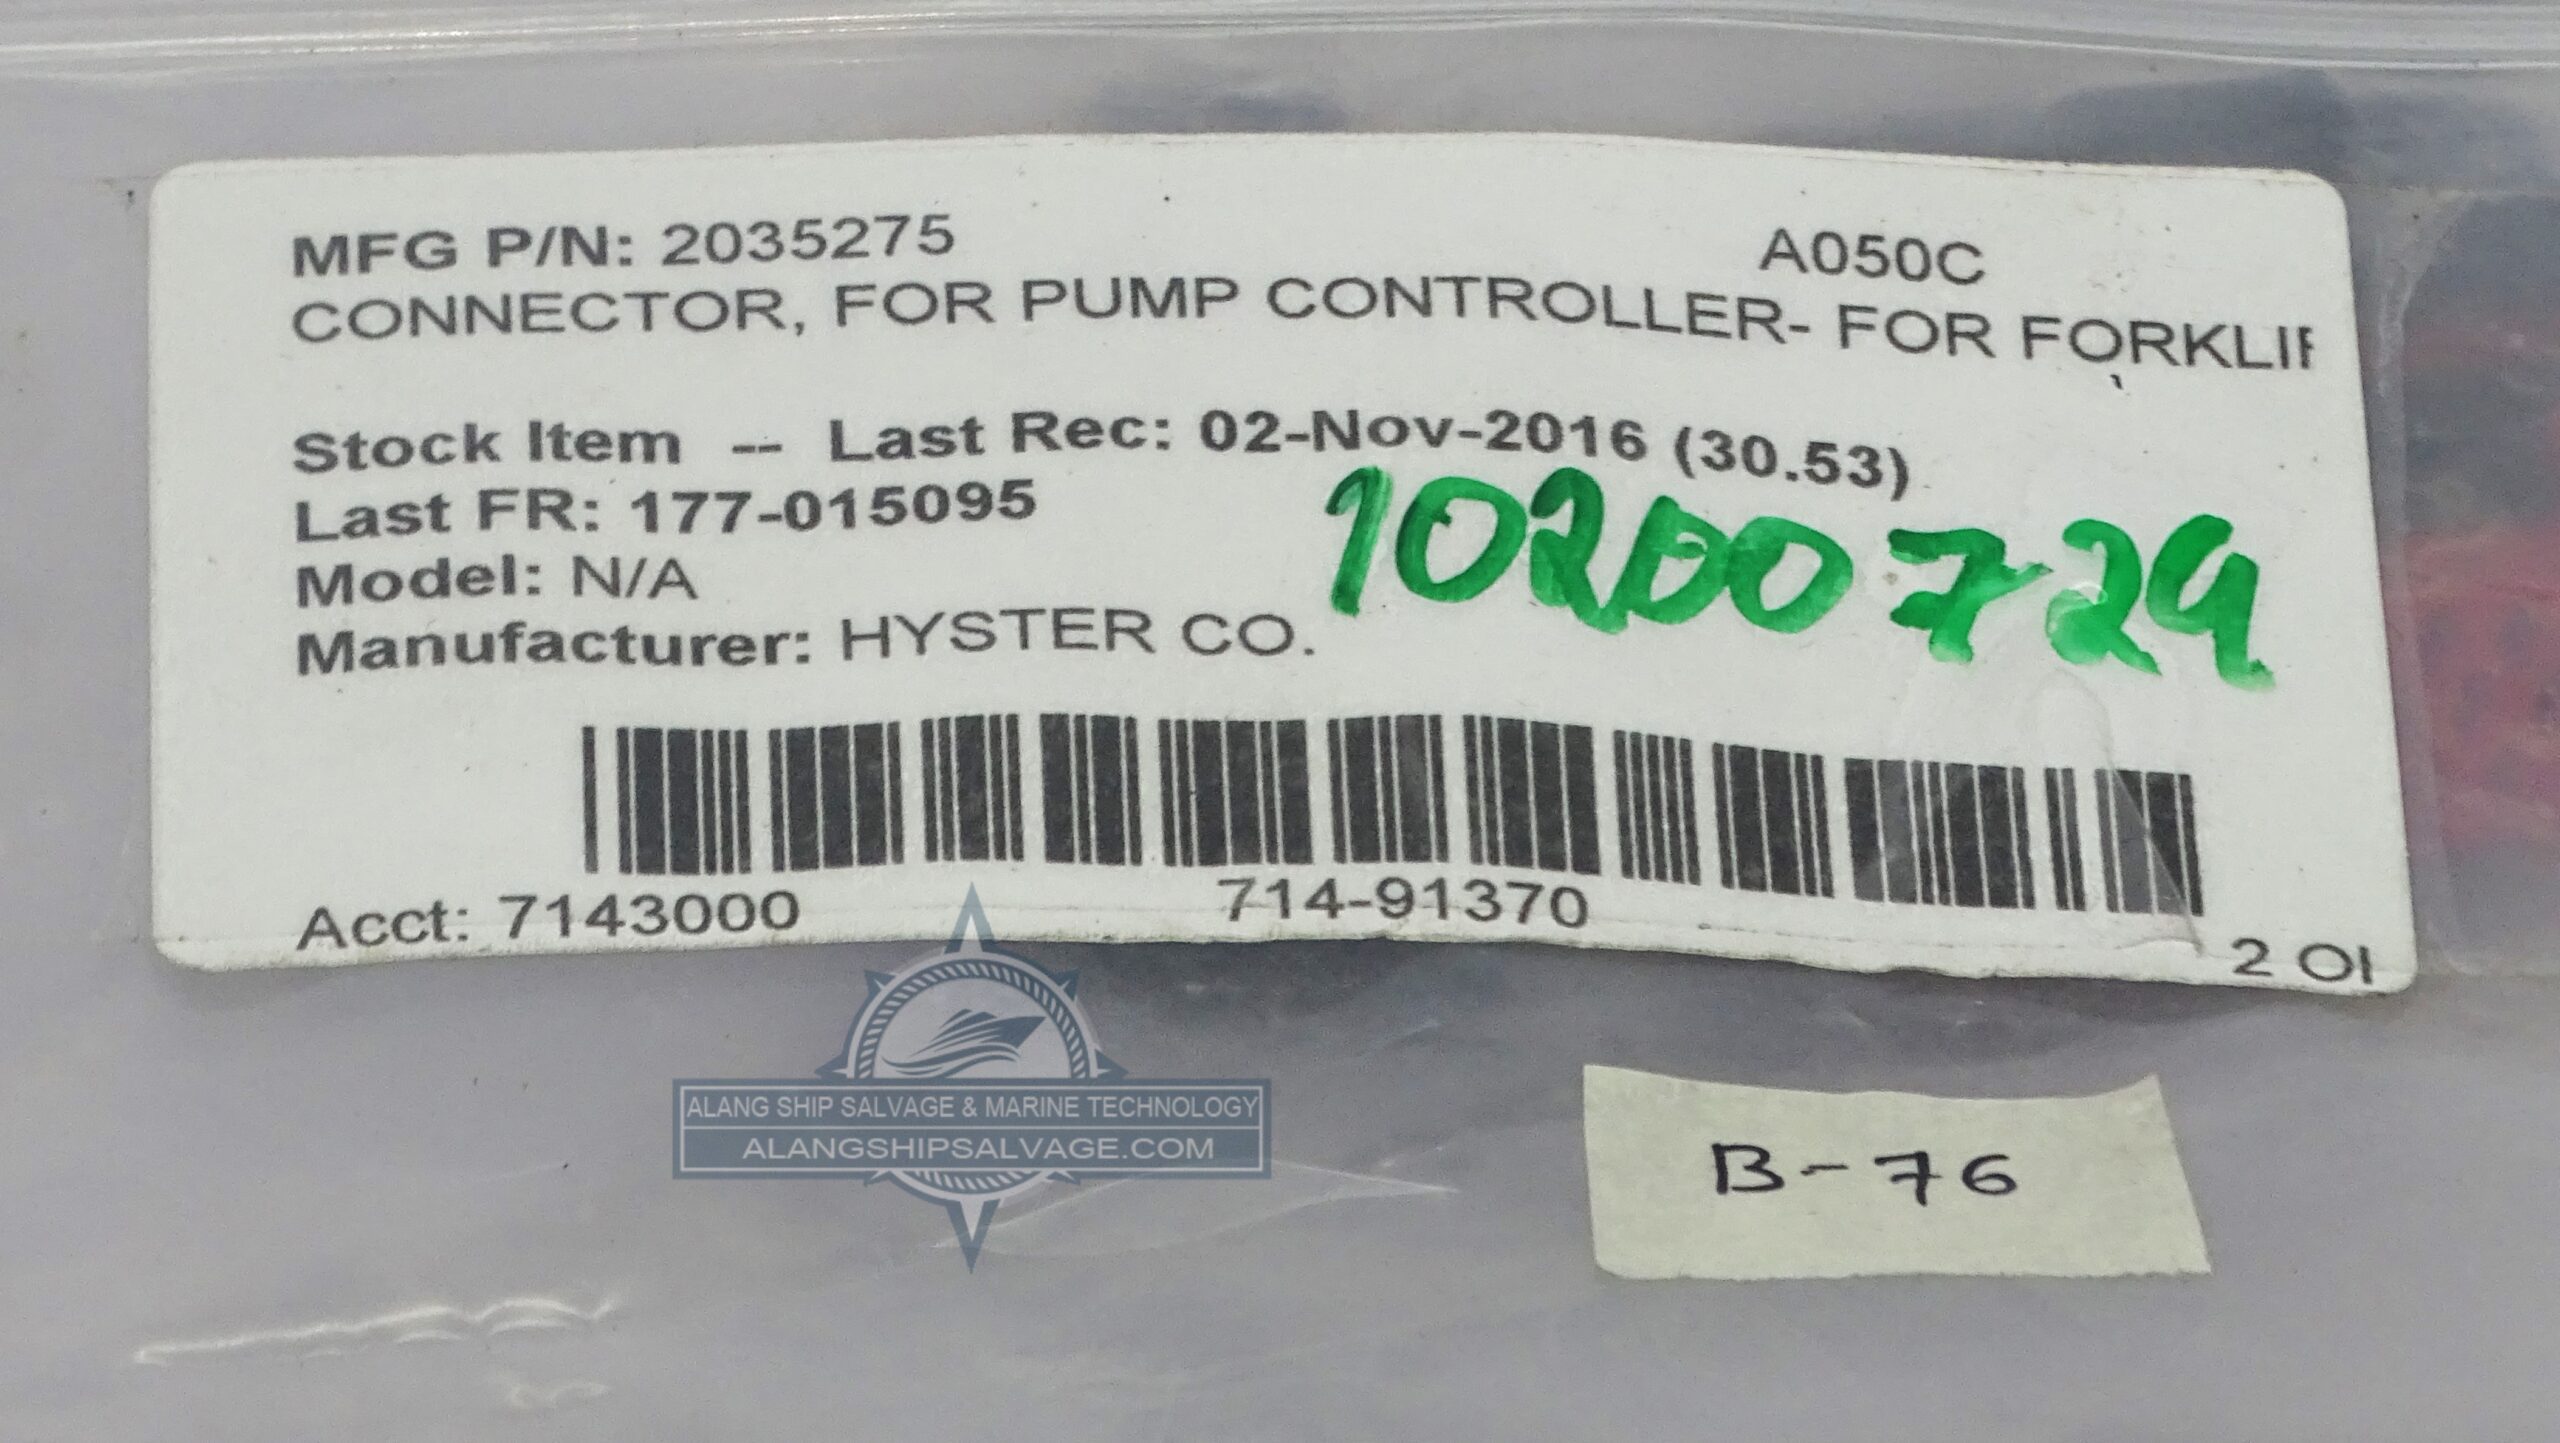 MFG P/N: 2035275 A050C
CONNECTOR, FOR PUMP CONTROLLER- FOR FORKLIF
Stock Item -- Last Rec: 02-Nov-2016 (30.53)
Last FR: 177-015095
10200729
Model: N/A
Manufacturer: HYSTER CO.
Acct: 7143000 714-91370
2 OI
ALANG SHIP SALVAGE & MARINE TECHNOLOGY
ALANGSHIPSALVAGE.COM
B-76